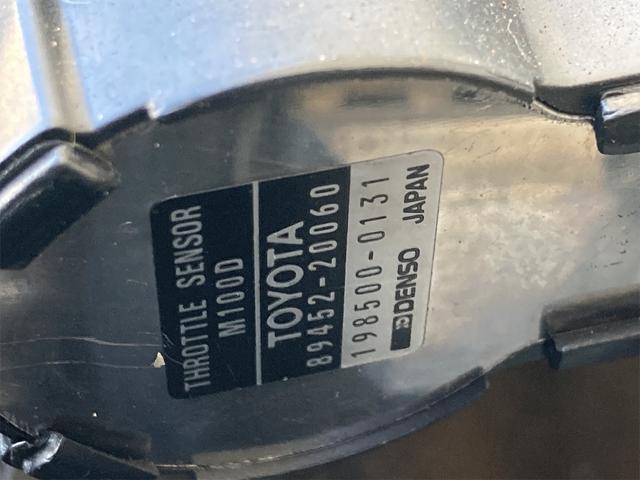 THROTTLE SENSOR
M100D
TOYOTA
89452-20060
198500-0131
DENSO JAPAN